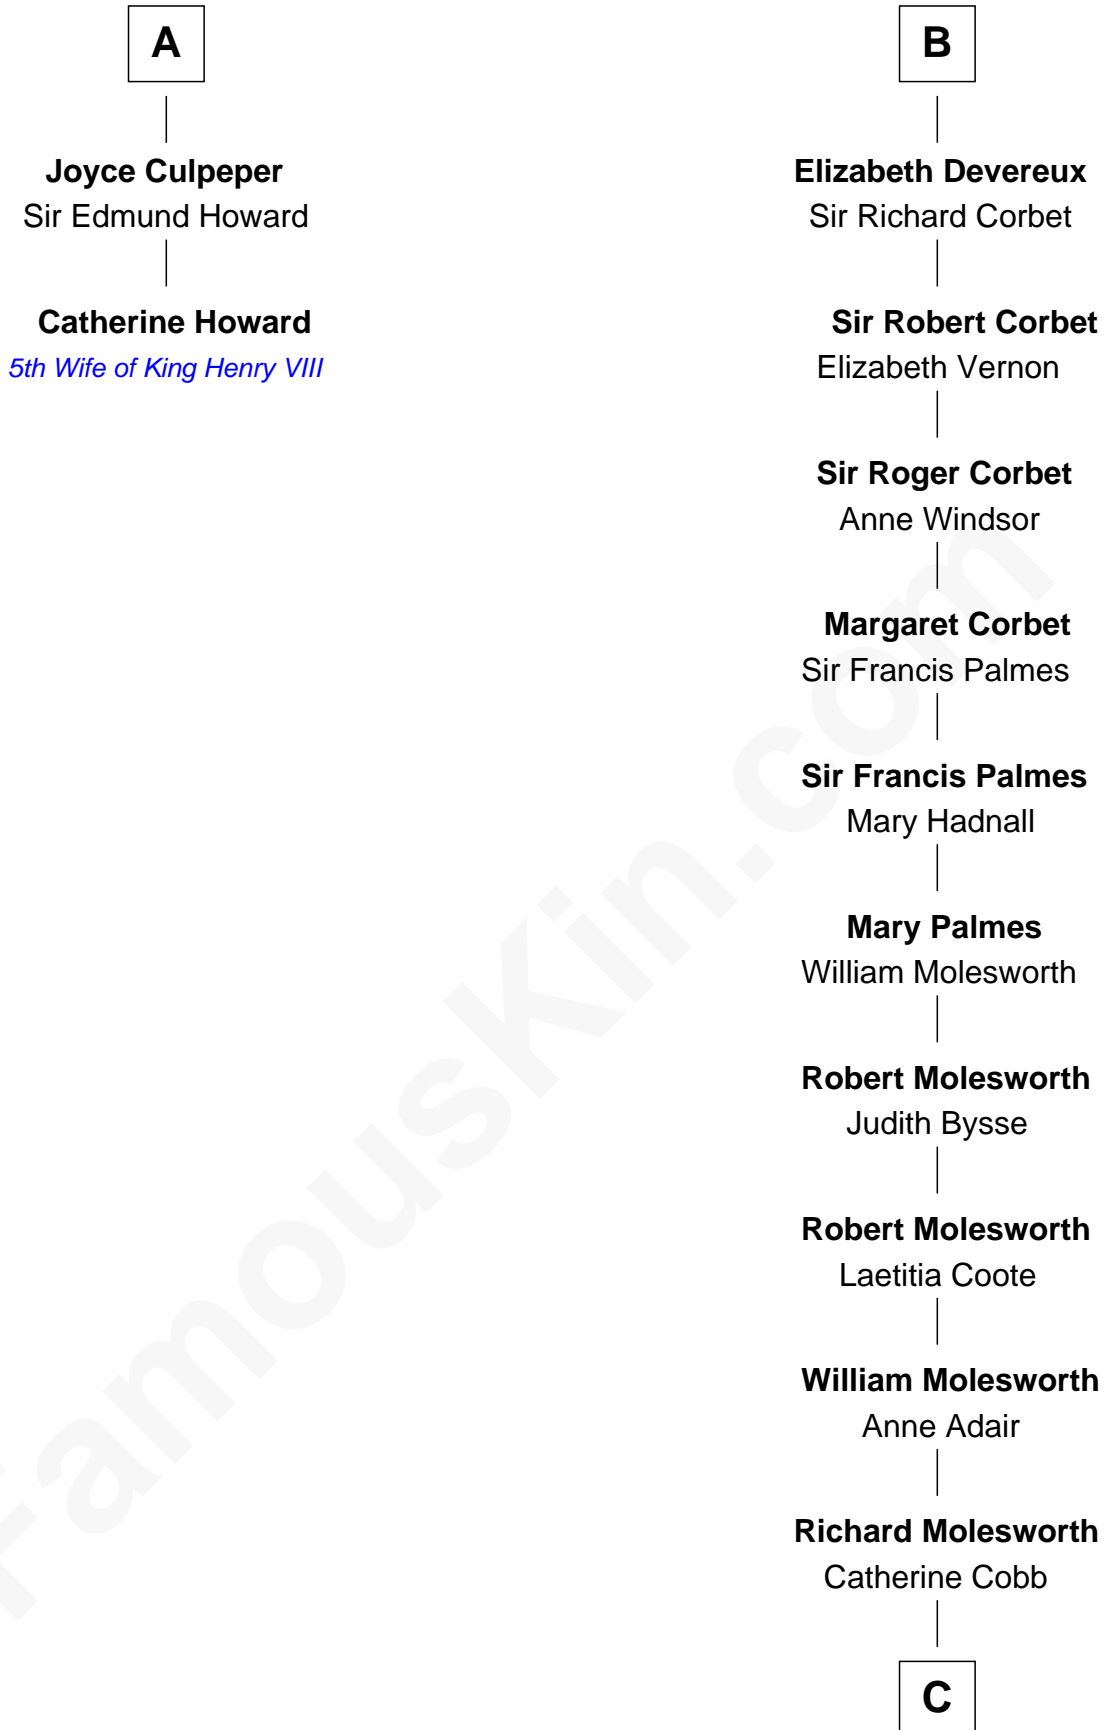 A
Joyce Culpeper
Sir Edmund Howard
Catherine Howard
5th Wife of King Henry VIII
B
Elizabeth Devereux
Sir Richard Corbet
Sir Robert Corbet
Elizabeth Vernon
Sir Roger Corbet
Anne Windsor
Margaret Corbet
Sir Francis Palmes
Sir Francis Palmes
Mary Hadnall
Mary Palmes
William Molesworth
Robert Molesworth
Judith Bysse
Robert Molesworth
Laetitia Coote
William Molesworth
Anne Adair
Richard Molesworth
Catherine Cobb
C
FamousKin.com